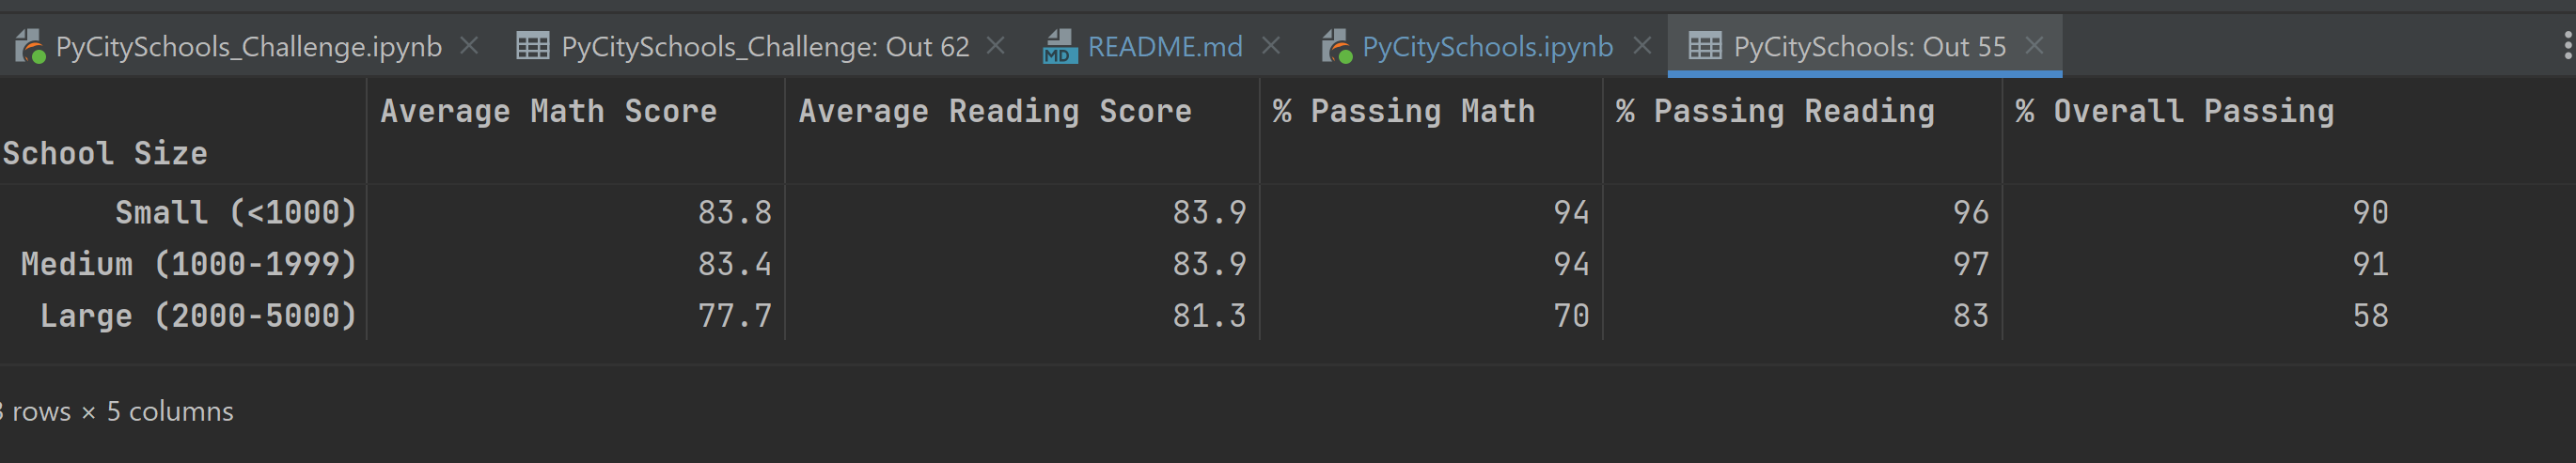 PyCitySchools_Challenge.ipynb PyCitySchools_Challenge: Out 62 MD README.md PyCitySchools.ipynb PyCitySchools: Out 55
Average Math Score Average Reading Score % Passing Math % Passing Reading % Overall Passing
School Size
Small (<1000) 83.8 83.9 94 96 90
Medium (1000-1999) 83.4 83.9 94 97 91
Large (2000-5000) 77.7 81.3 70 83 58
3 rows × 5 columns